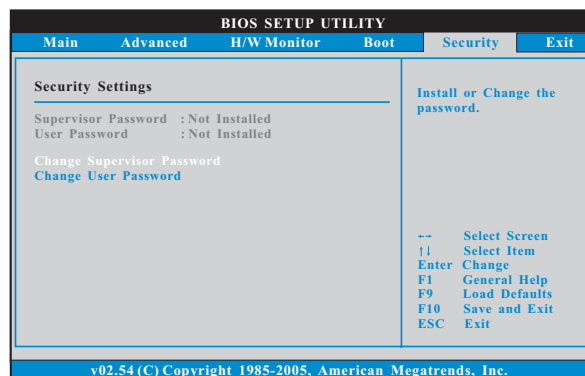 BIOS SETUP UTILITY
Main Advanced H/W Monitor Boot Security Exit
Security Settings
Supervisor Password : Not Installed
User Password : Not Installed
Change Supervisor Password
Change User Password
Install or Change the
password.
←→ Select Screen
↑↓ Select Item
Enter Change
F1 General Help
F9 Load Defaults
F10 Save and Exit
ESC Exit
v02.54 (C) Copyright 1985-2005, American Megatrends, Inc.